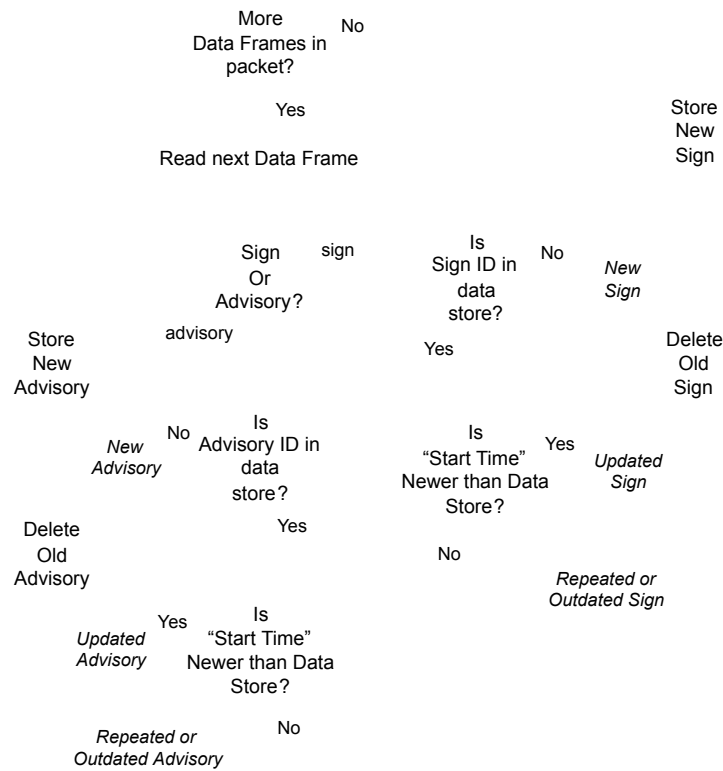 More
Data Frames in
packet?
No
Yes
Read next Data Frame
Store
New
Sign
Sign
Or
Advisory?
sign
advisory
Is
Sign ID in
data
store?
No
New
Sign
Yes
Store
New
Advisory
Delete
Old
Sign
New
Advisory
No
Is
Advisory ID in
data
store?
Yes
Is
“Start Time”
Newer than Data
Store?
Yes
Updated
Sign
No
Repeated or
Outdated Sign
Delete
Old
Advisory
Updated
Advisory
Yes
Is
“Start Time”
Newer than Data
Store?
No
Repeated or
Outdated Advisory